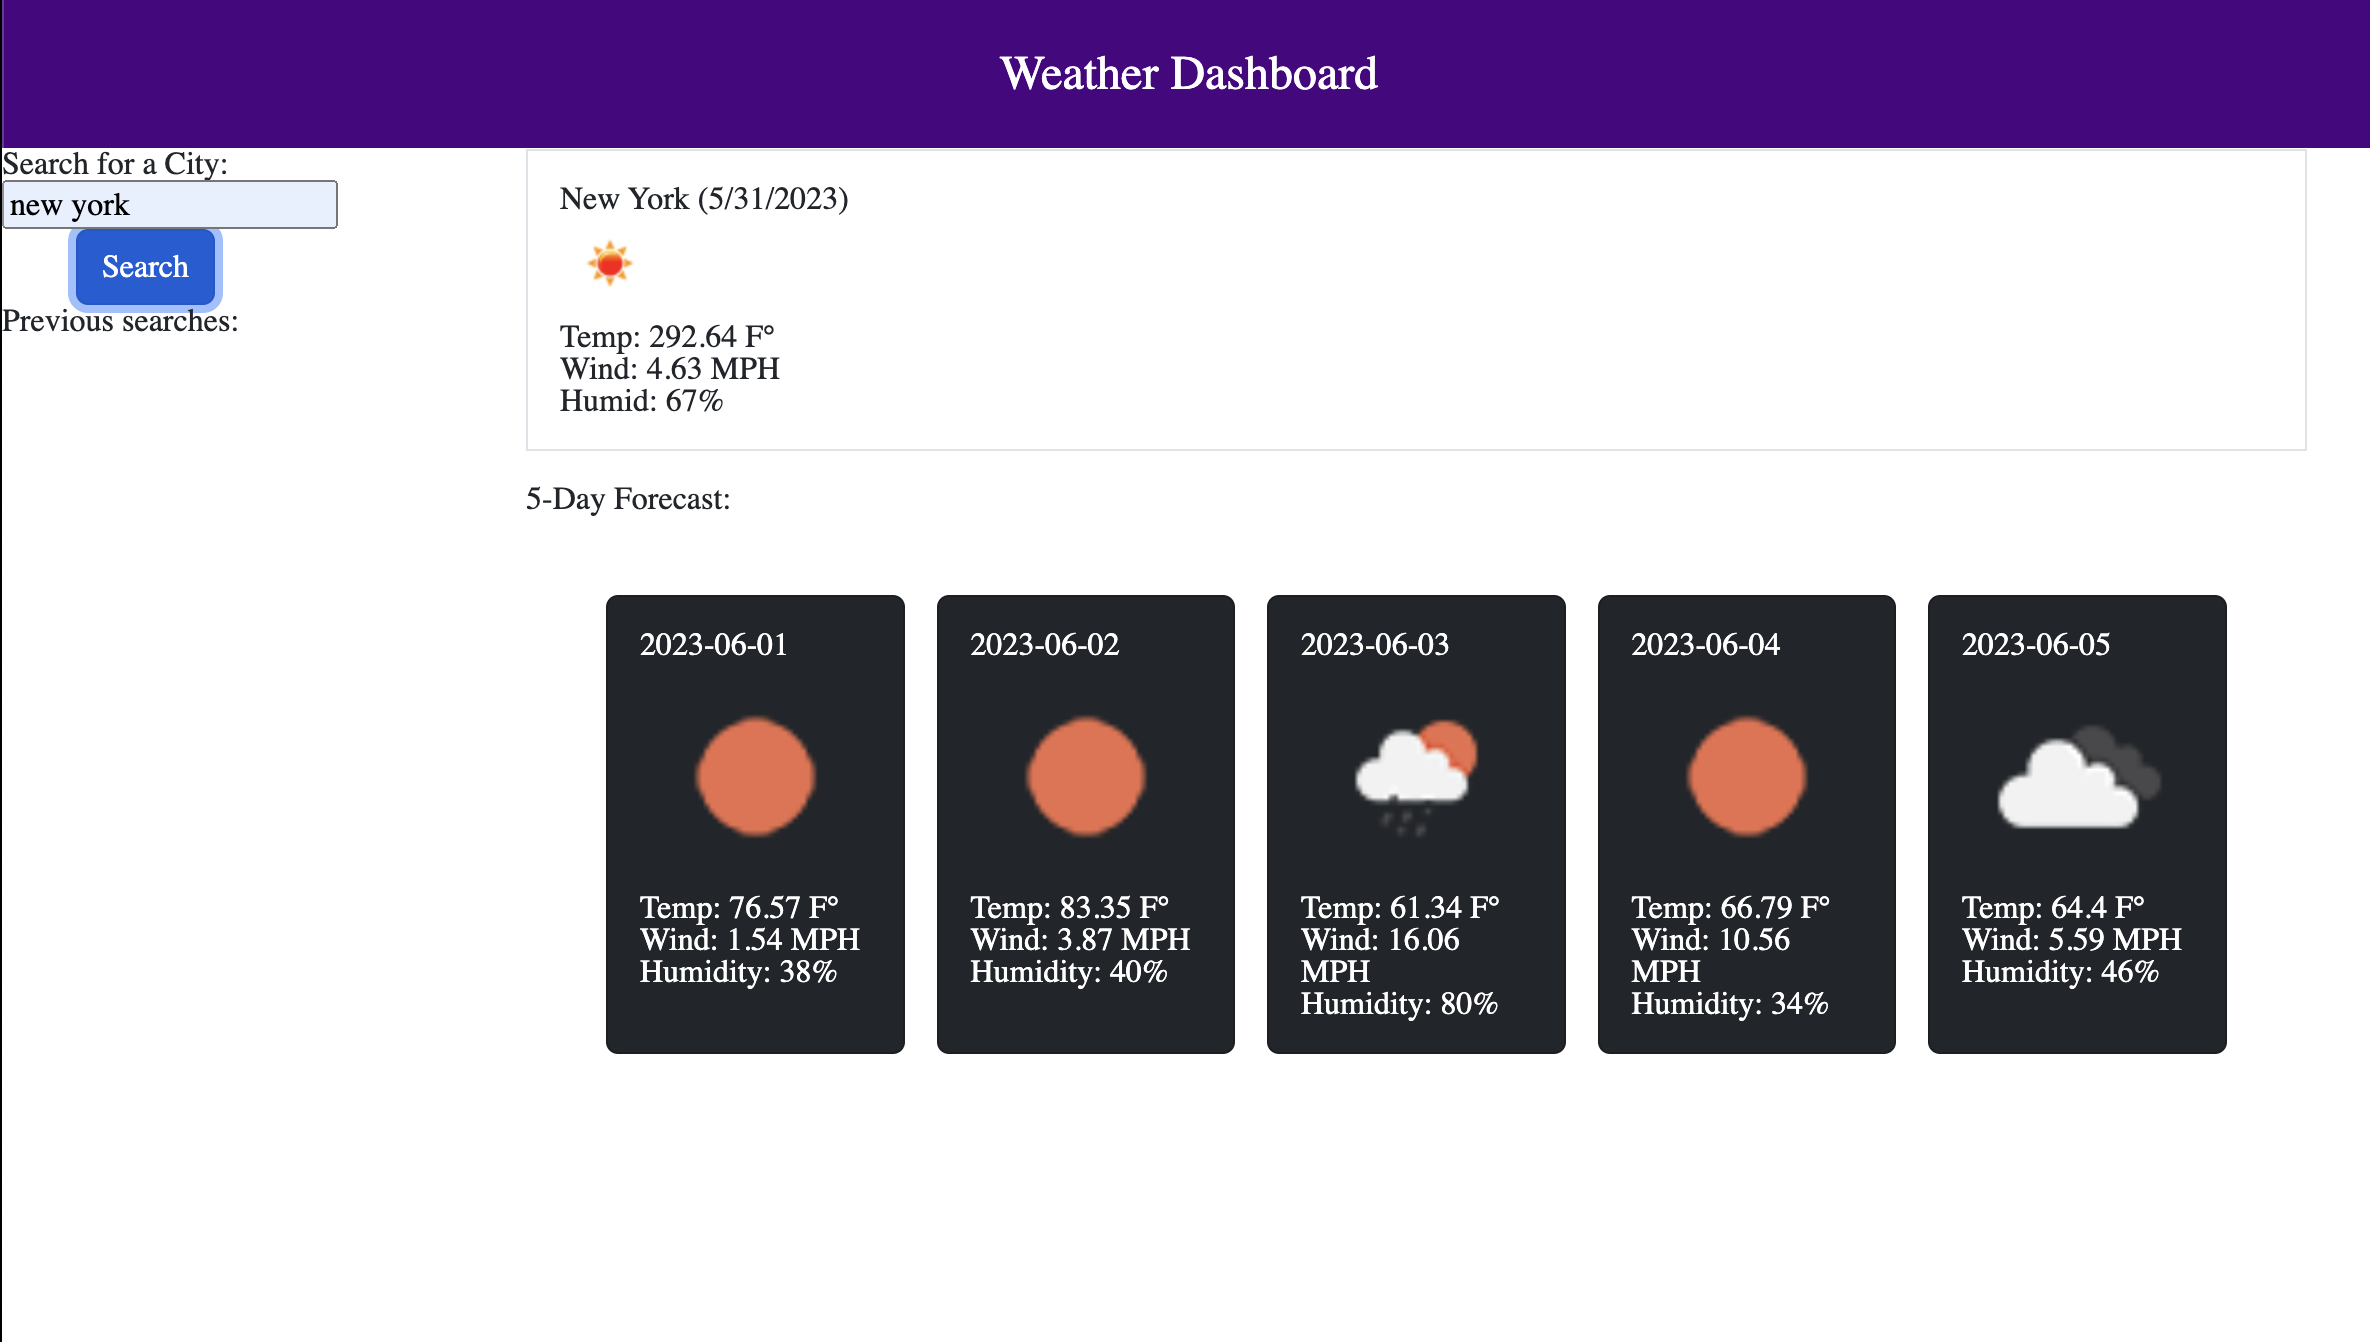 Weather Dashboard
Search for a City:
new york
Search
Previous searches:
New York (5/31/2023)
Temp: 292.64 F°
Wind: 4.63 MPH
Humid: 67%
5-Day Forecast:
2023-06-01
Temp: 76.57 F°
Wind: 1.54 MPH
Humidity: 38%
2023-06-02
Temp: 83.35 F°
Wind: 3.87 MPH
Humidity: 40%
2023-06-03
Temp: 61.34 F°
Wind: 16.06
MPH
Humidity: 80%
2023-06-04
Temp: 66.79 F°
Wind: 10.56
MPH
Humidity: 34%
2023-06-05
Temp: 64.4 F°
Wind: 5.59 MPH
Humidity: 46%